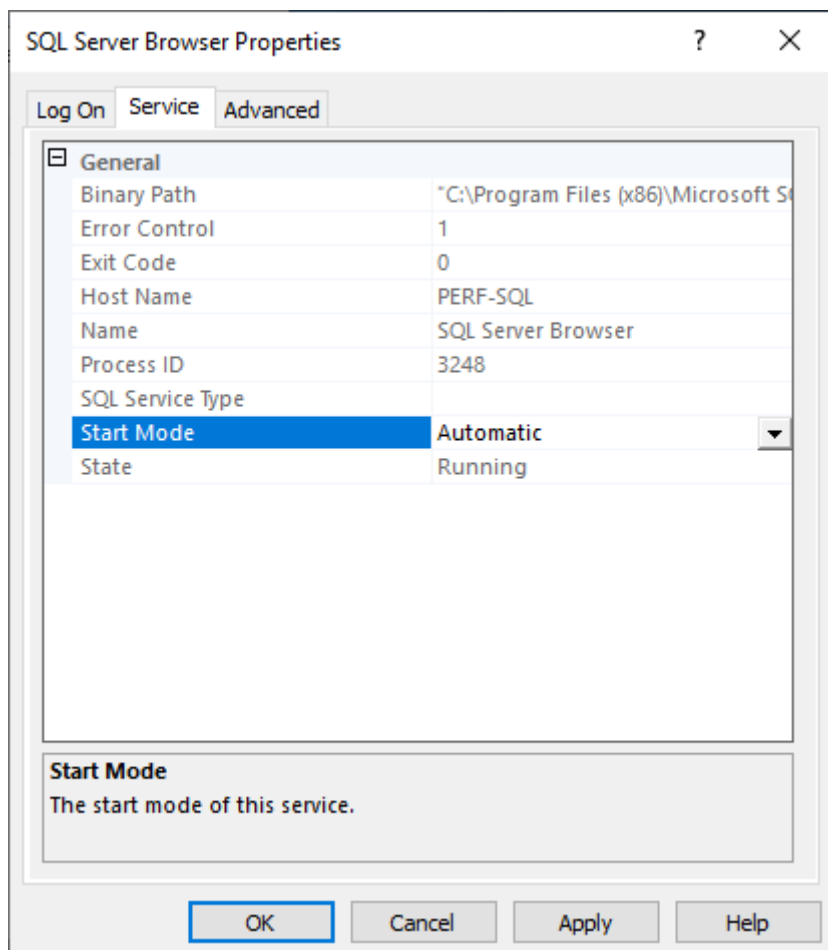 SQL Server Browser Properties ?
Log On Service Advanced
General
Binary Path "C:\Program Files (x86)\Microsoft
Error Control 1
Exit Code 0
Host Name PERF-SQL
Name SQL Server Browser
Process ID 3248
SQL Service Type
Start Mode Automatic
State Running
Start Mode
The start mode of this service.
OK Cancel Apply Help